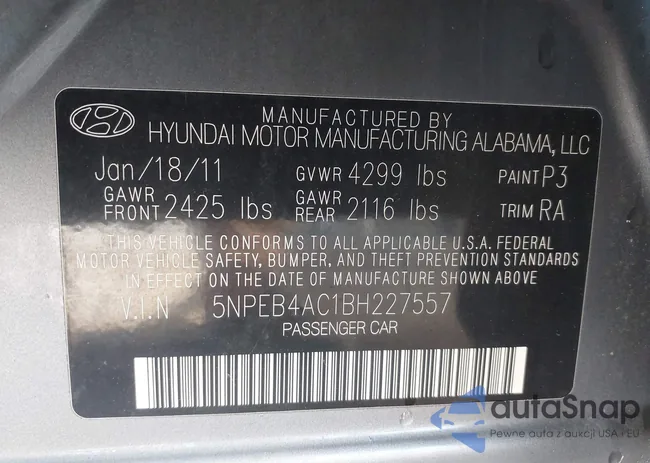 MANUFACTURED BY
HYUNDAI MOTOR MANUFACTURING ALABAMA, LLC
Jan/18/11 GVWR 4299 lbs PAINT P3
GAWR FRONT 2425 lbs GAWR REAR 2116 lbs TRIM RA
THIS VEHICLE CONFORMS TO ALL APPLICABLE U.S.A. FEDERAL
MOTOR VEHICLE SAFETY, BUMPER, AND THEFT PREVENTION STANDARDS
IN EFFECT ON THE DATE OF MANUFACTURE SHOWN ABOVE
V.I.N 5NPEB4AC1BH227557
PASSENGER CAR
autaSnap
Pewne auta z aukcji USA i EU